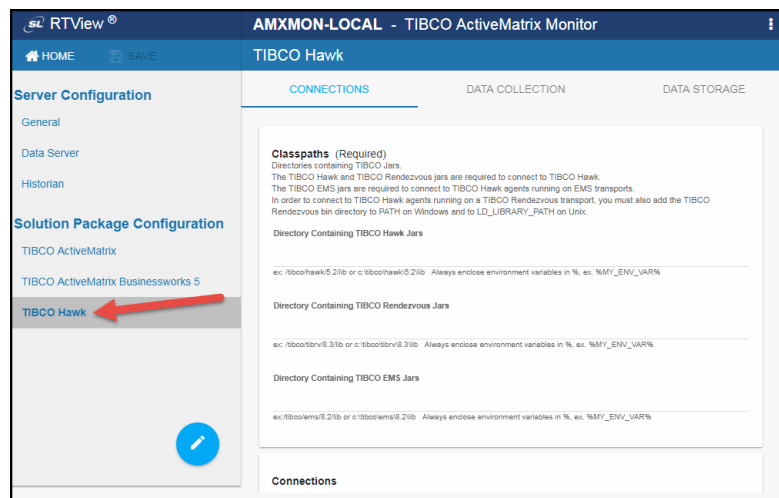 SL RTView ®
AMXMON-LOCAL - TIBCO ActiveMatrix Monitor
HOME
SAVE
TIBCO Hawk
Server Configuration
General
Data Server
Historian
Solution Package Configuration
TIBCO ActiveMatrix
TIBCO ActiveMatrix Businessworks 5
TIBCO Hawk
CONNECTIONS
DATA COLLECTION
DATA STORAGE
Classpaths (Required)
Directories containing TIBCO Jars.
The TIBCO Hawk and TIBCO Rendezvous jars are required to connect to TIBCO Hawk.
The TIBCO EMS jars are required to connect to TIBCO Hawk agents running on EMS transports.
In order to connect to TIBCO Hawk agents running on a TIBCO Rendezvous transport, you must also add the TIBCO
Rendezvous bin directory to PATH on Windows and to LD_LIBRARY_PATH on Unix.
Directory Containing TIBCO Hawk Jars
ex: /tibco/hawk/5.2/lib or c:\tibco\hawk\5.2\lib Always enclose environment variables in %, ex. %MY_ENV_VAR%
Directory Containing TIBCO Rendezvous Jars
ex: /tibco/tibrv/8.3/lib or c:\tibco\tibrv\8.3\lib Always enclose environment variables in %, ex. %MY_ENV_VAR%
Directory Containing TIBCO EMS Jars
ex:/tibco/ems/8.2/lib or c:\tibco\ems\8.2\lib Always enclose environment variables in %, ex. %MY_ENV_VAR%
Connections